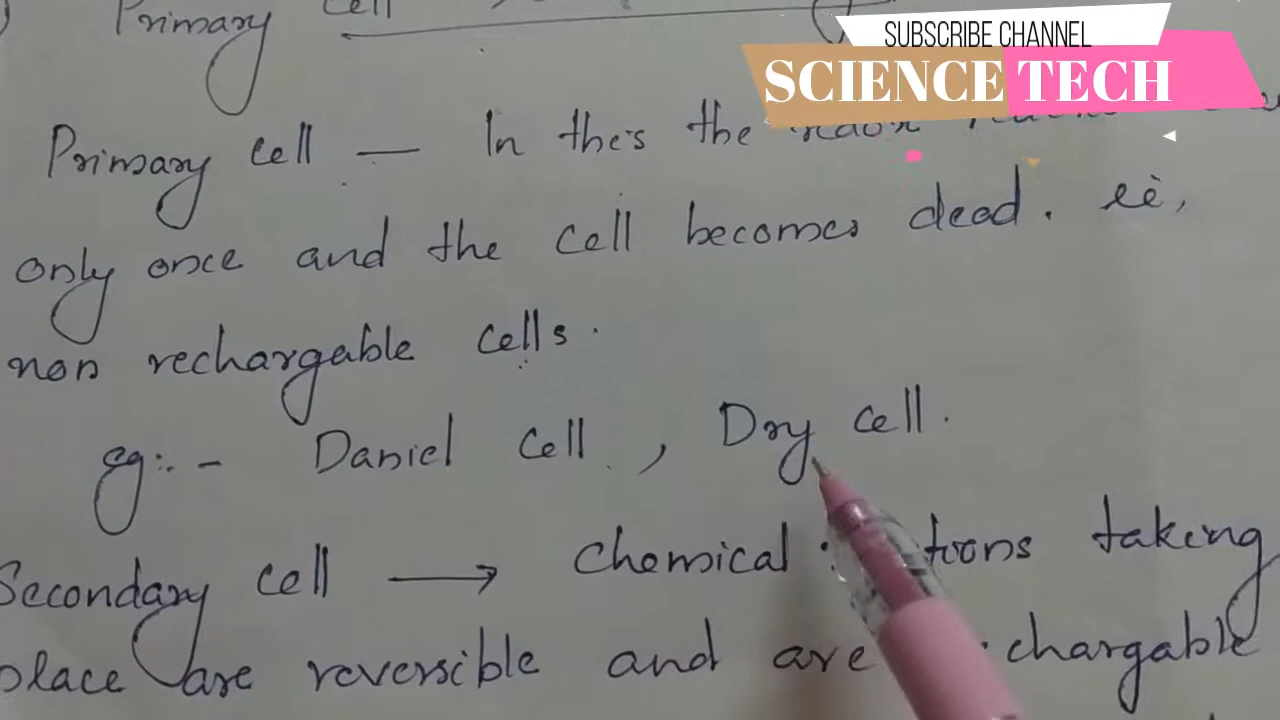 Primary cell
SUBSCRIBE CHANNEL
SCIENCE TECH
Primary cell — In this the
only once and the cell becomes dead. ie,
non rechargable cells.
eg:- Daniel cell, Dry cell.
Secondary cell → chemical taking
place are reversible and are chargable